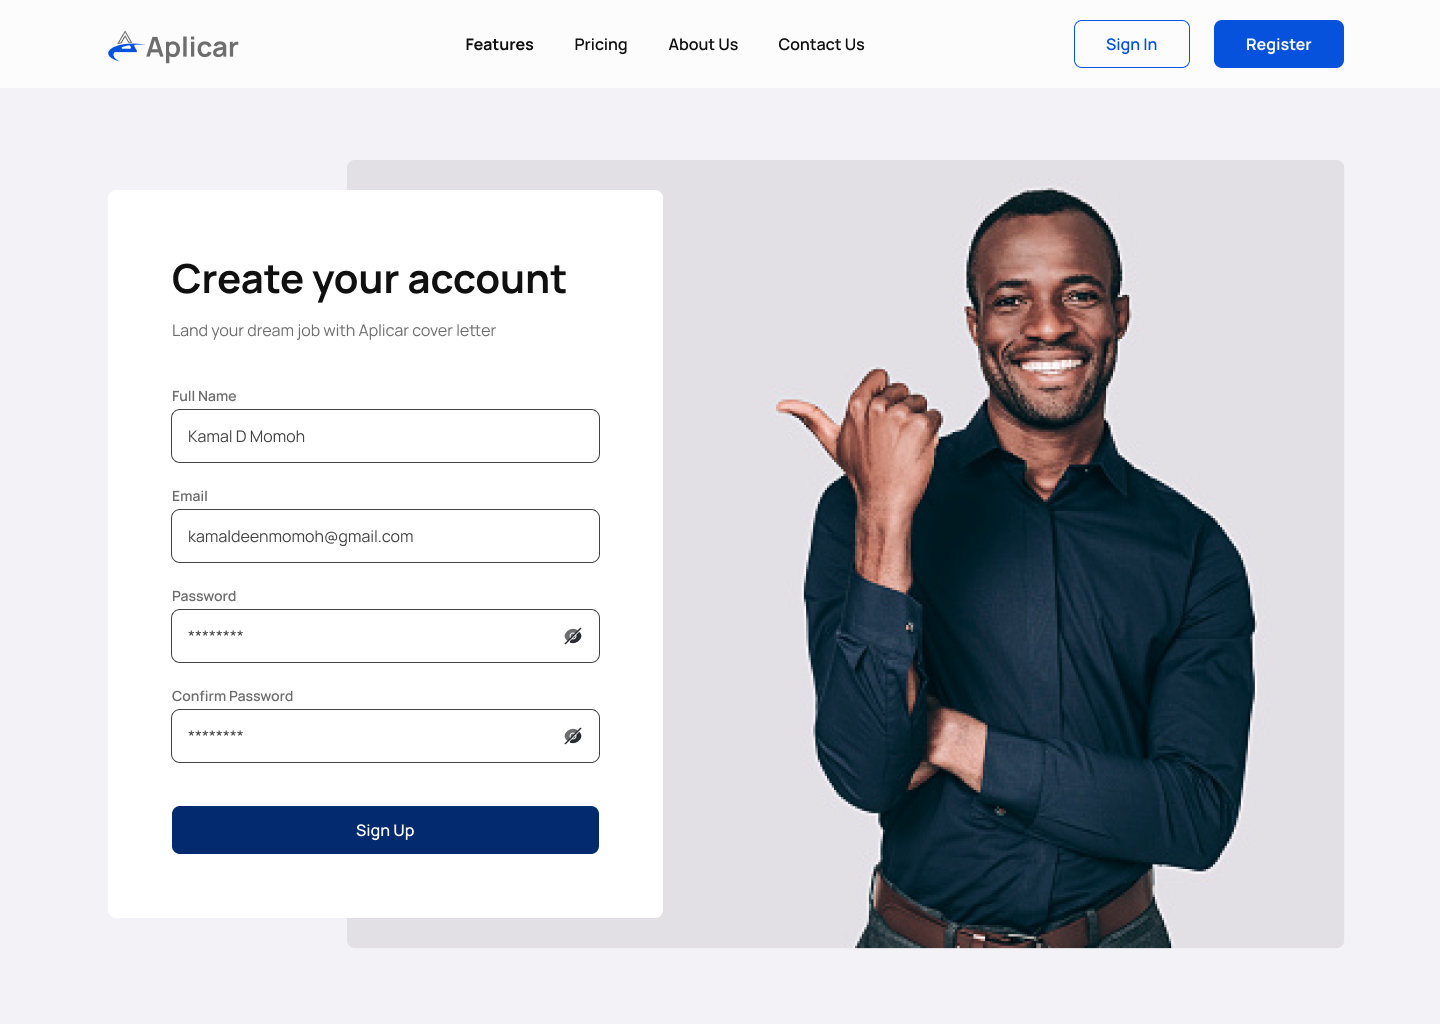 Aplicar
Features
Pricing
About Us
Contact Us
Sign In
Register
Create your account
Land your dream job with Aplicar cover letter
Full Name
Kamal D Momoh
Email
kamaldeenmomoh@gmail.com
Password
********
Confirm Password
********
Sign Up